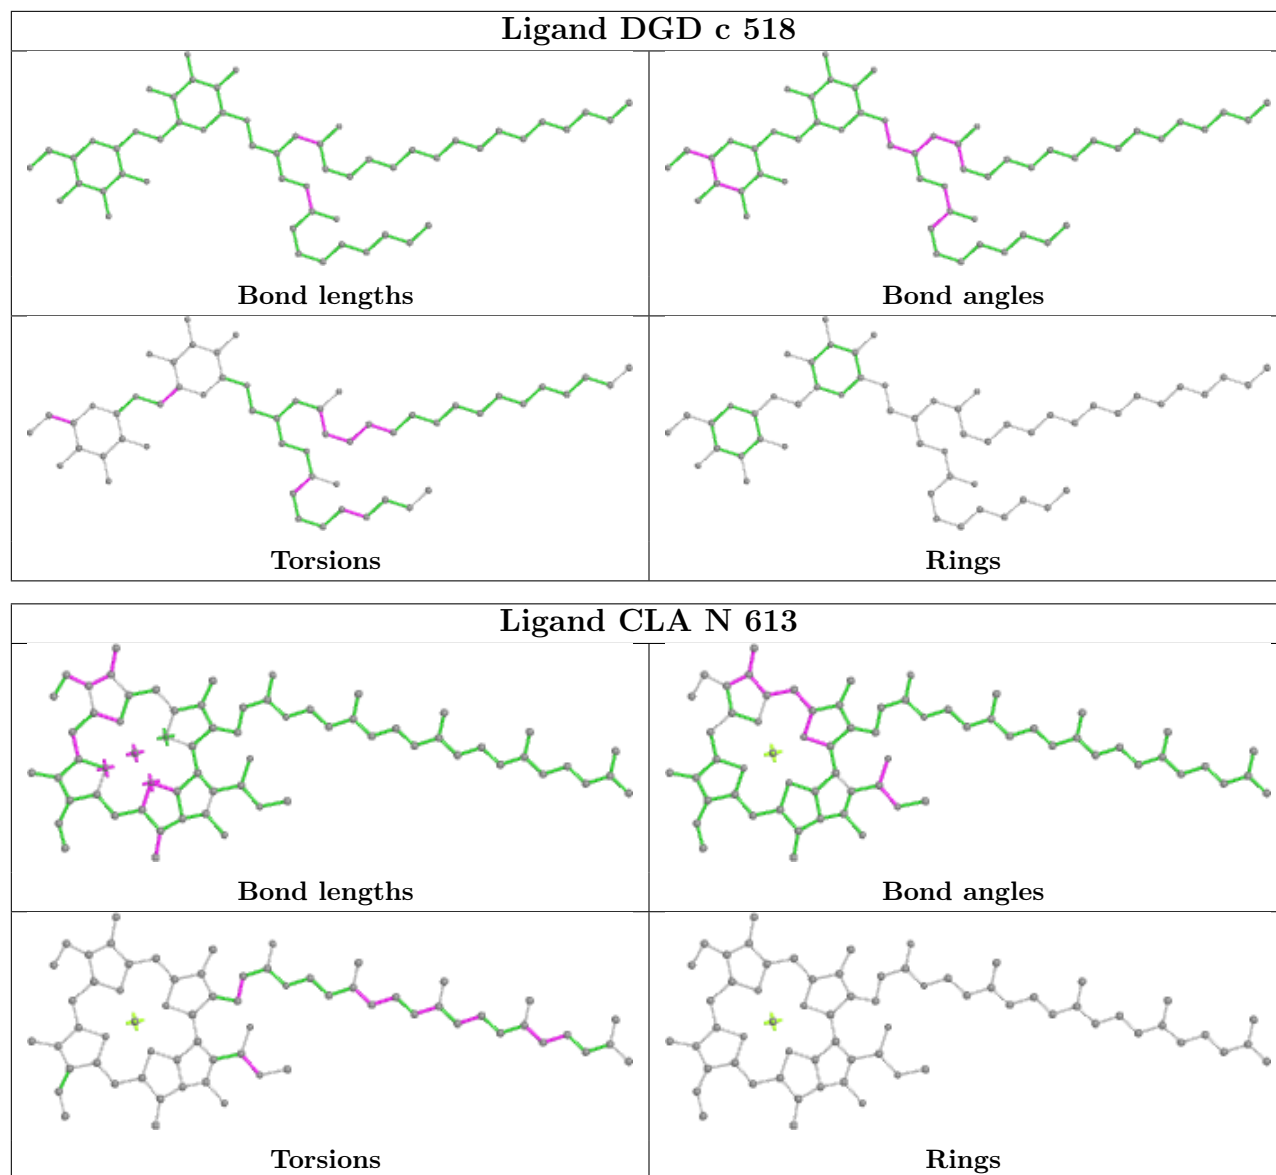 Ligand DGD c 518
Bond lengths
Bond angles
Torsions
Rings
Ligand CLA N 613
Bond lengths
Bond angles
Torsions
Rings